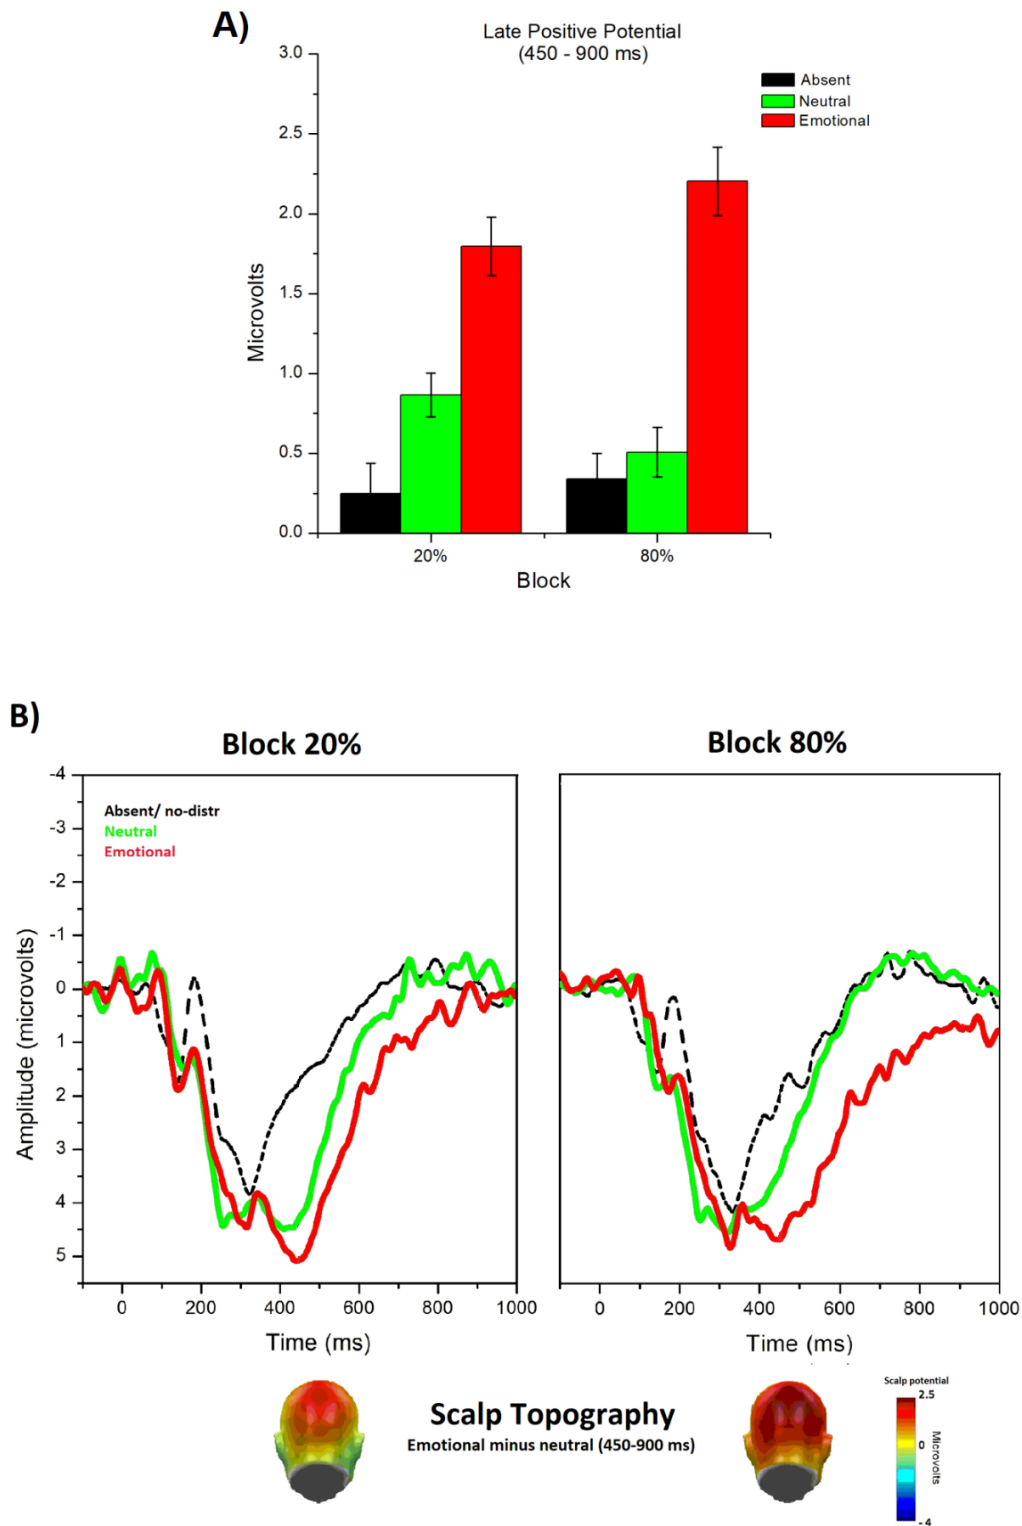 A)
Late Positive Potential
(450 - 900 ms)
3.0
2.5
2.0
1.5
1.0
0.5
0.0
Microvolts
Absent
Neutral
Emotional
20%
80%
Block
B)
Block 20%
Block 80%
-4
-3
-2
-1
0
1
2
3
4
5
Amplitude (microvolts)
Absent/ no-distr
Neutral
Emotional
0 200 400 600 800 1000
0 200 400 600 800 1000
Time (ms)
Time (ms)
Scalp Topography
Emotional minus neutral (450-900 ms)
Scalp potential
2.5
0
- 4
Microvolts